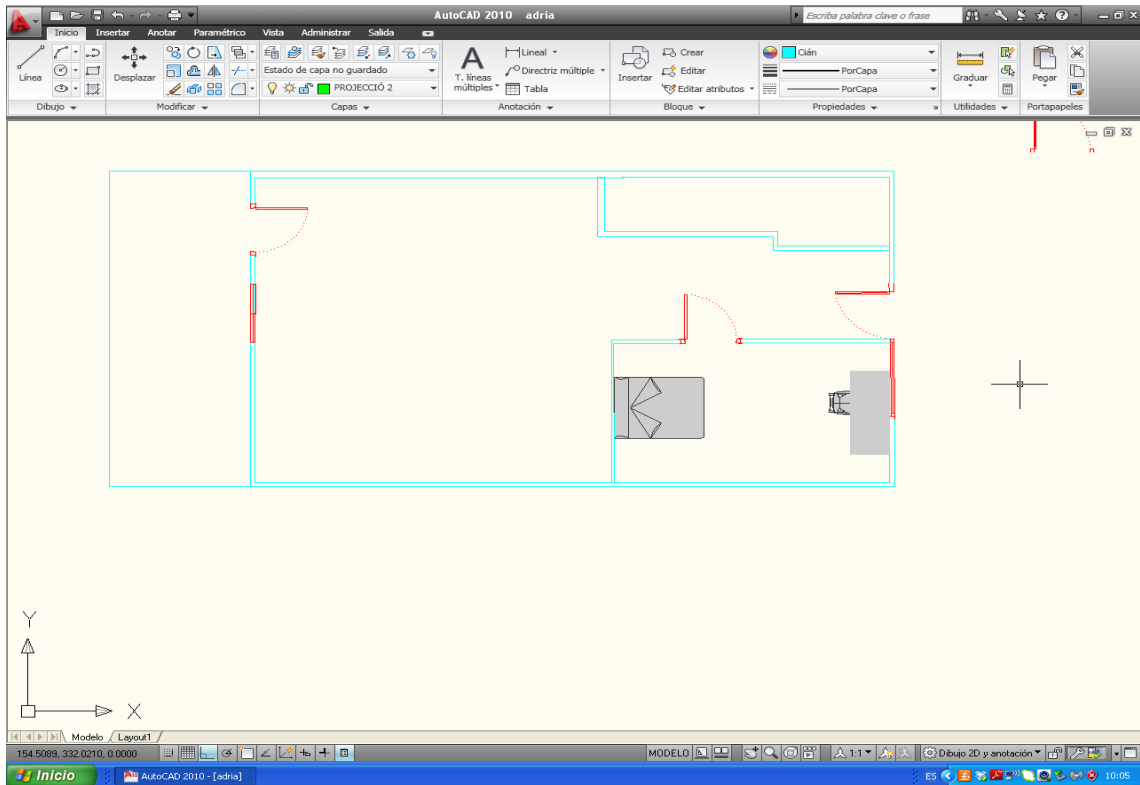 AutoCAD 2010 adria
Escriba palabra clave o frase
Inicio Insertar Anotar Paramétrico Vista Administrar Salida
Línea
Desplazar
Estado de capa no guardado
PROJECCIÓ 2
A
T. líneas
múltiples
Lineal
Directriz múltiple
Tabla
Insertar
Crear
Editar
Editar atributos
Cián
PorCapa
PorCapa
Graduar
Pegar
Dibujo Modificar Capas Anotación Bloque Propiedades Utilidades Portapapeles
Y
X
Modelo Layout1
154.5089, 332.0210, 0.0000
MODELO
1:1
Dibujo 2D y anotación
Inicio
AutoCAD 2010 - [adria]
ES
10:05